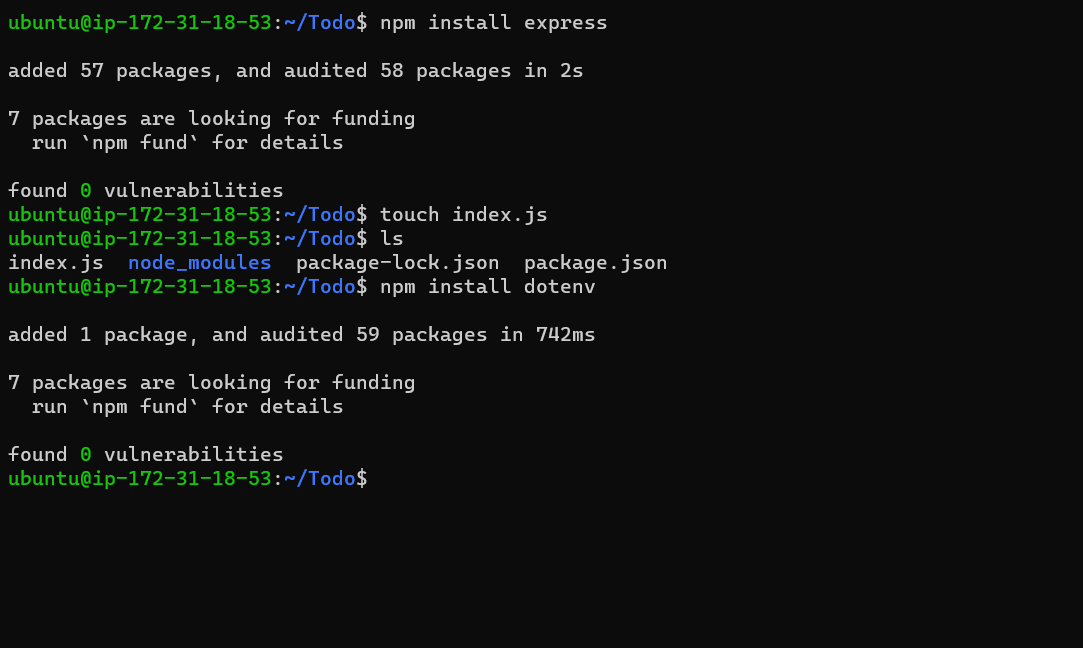 ubuntu@ip-172-31-18-53:~/Todo$ npm install express
added 57 packages, and audited 58 packages in 2s
7 packages are looking for funding
  run `npm fund` for details
found 0 vulnerabilities
ubuntu@ip-172-31-18-53:~/Todo$ touch index.js
ubuntu@ip-172-31-18-53:~/Todo$ ls
index.js  node_modules  package-lock.json  package.json
ubuntu@ip-172-31-18-53:~/Todo$ npm install dotenv
added 1 package, and audited 59 packages in 742ms
7 packages are looking for funding
  run `npm fund` for details
found 0 vulnerabilities
ubuntu@ip-172-31-18-53:~/Todo$